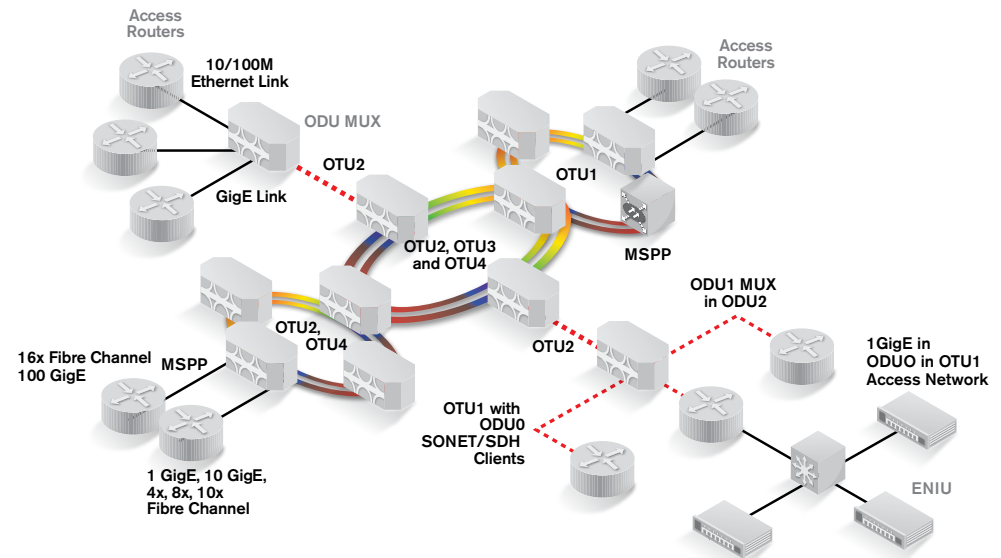 Access
Routers
10/100M
Ethernet Link
ODU MUX
OTU2
GigE Link
Access
Routers
OTU1
MSPP
OTU2, OTU3
and OTU4
OTU2,
OTU4
MSPP
16x Fibre Channel
100 GigE
1 GigE, 10 GigE,
4x, 8x, 10x
Fibre Channel
OTU2
ODU1 MUX
in ODU2
OTU1 with
ODU0
SONET/SDH
Clients
1GigE in
ODUO in OTU1
Access Network
ENIU